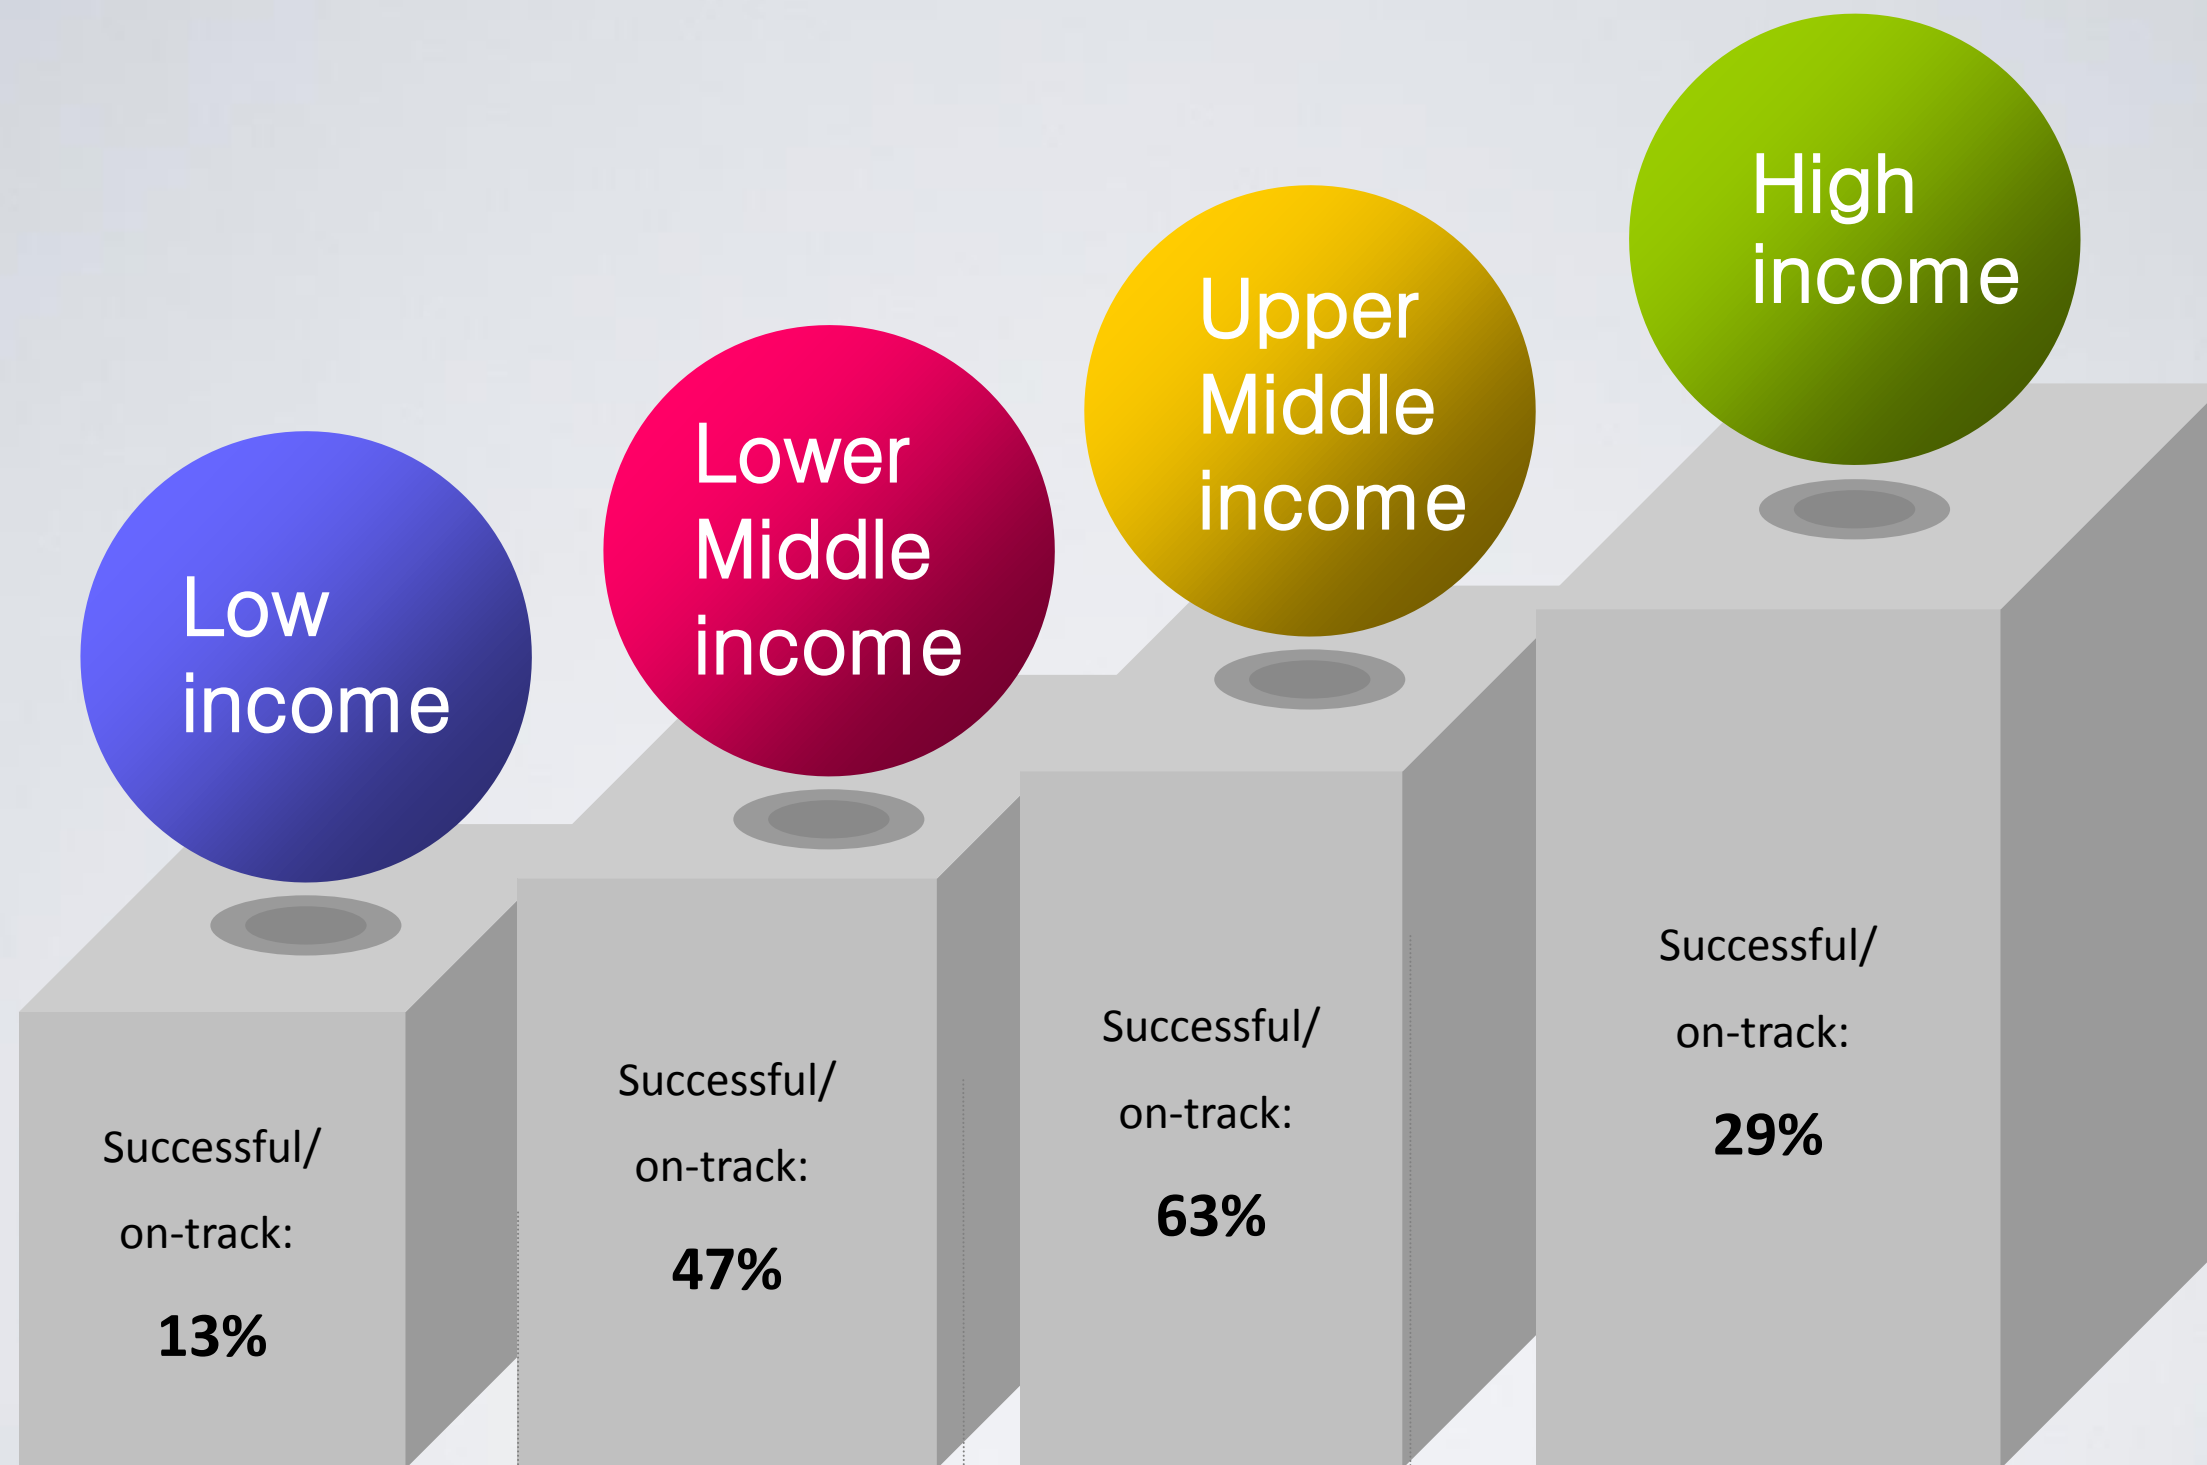 Low
income
Successful/
on-track:
13%
Lower
Middle
income
Successful/
on-track:
47%
Upper
Middle
income
Successful/
on-track:
63%
High
income
Successful/
on-track:
29%